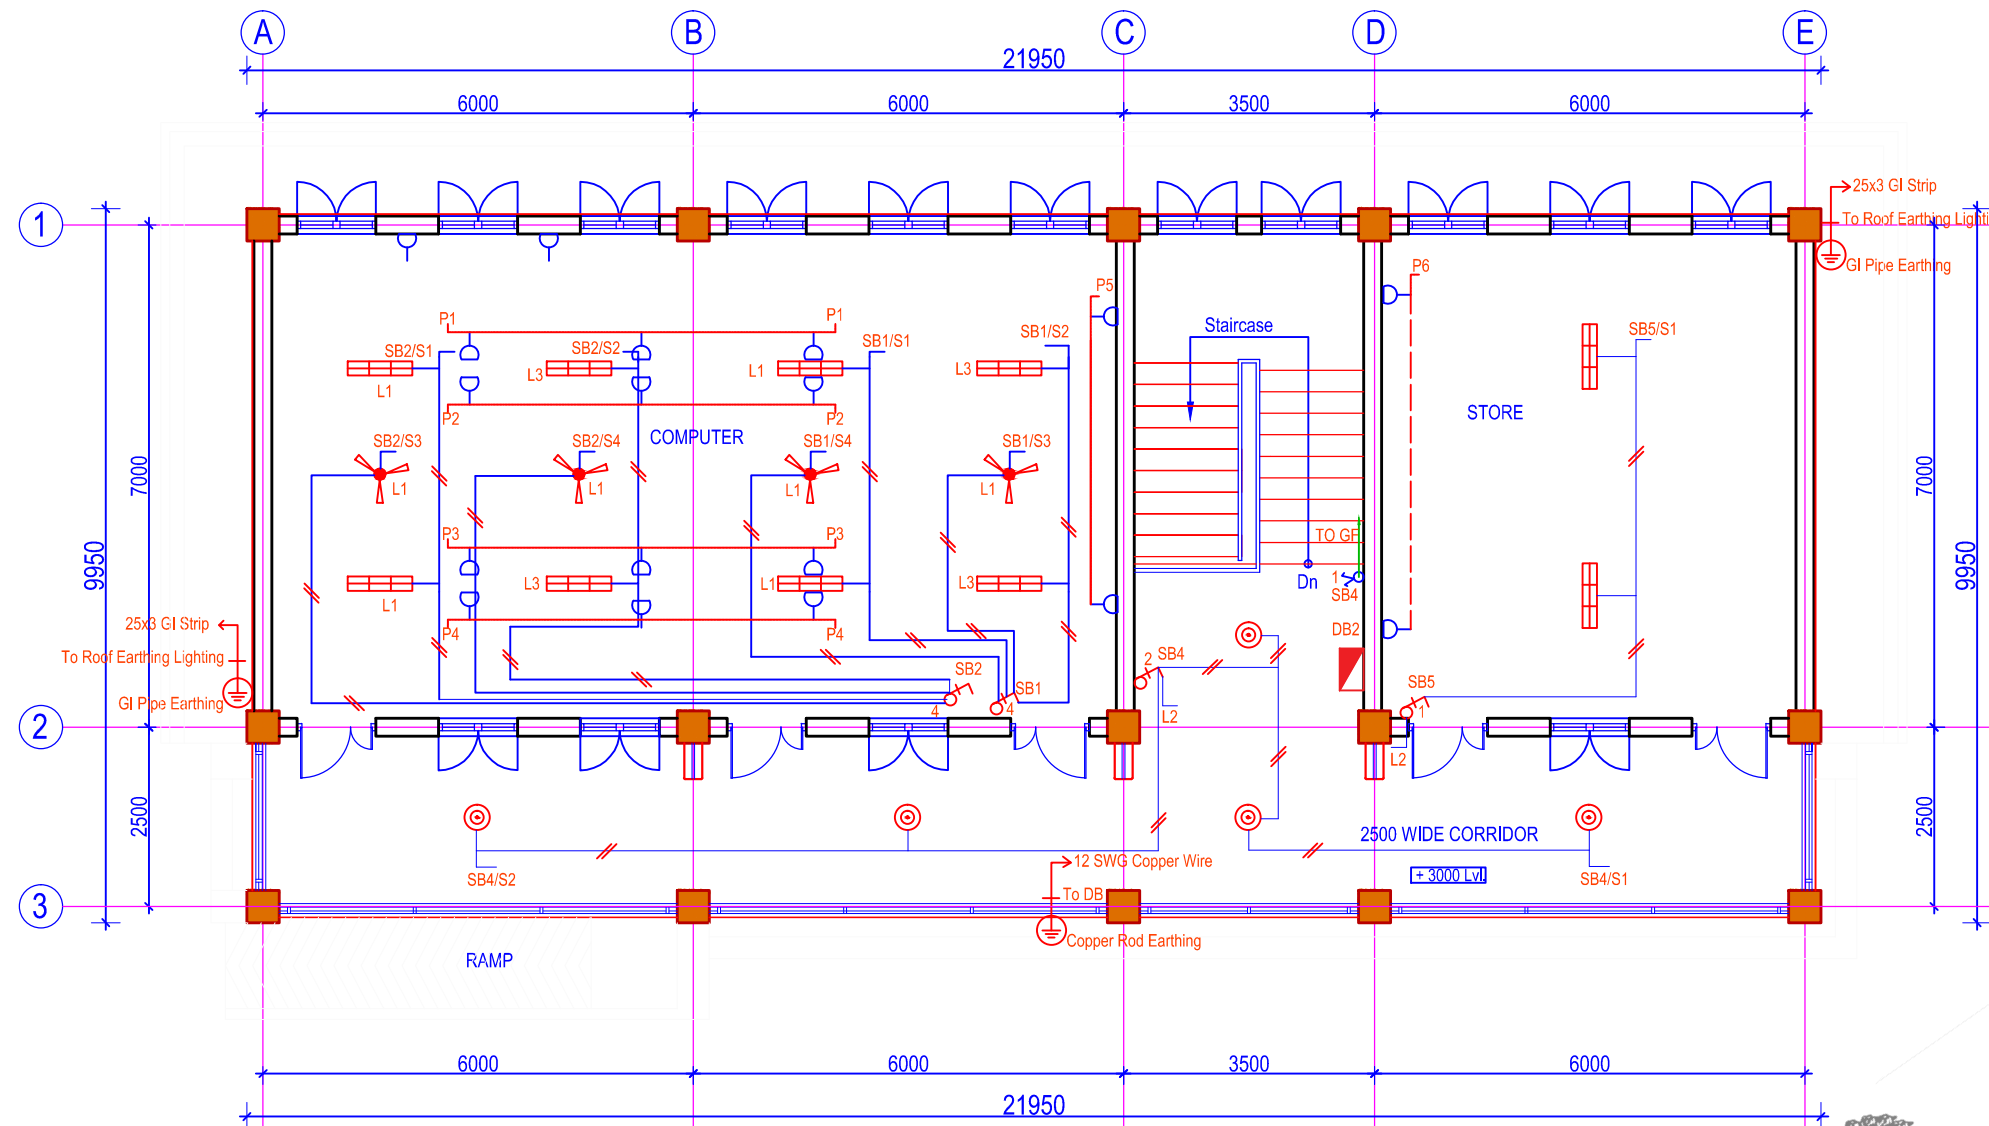 A B C D E
21950
6000 6000 3500 6000
1
25x3 GI Strip
To Roof Earthing Lighti
GI Pipe Earthing
P6
P5
P1 P1
Staircase
SB1/S2
SB5/S1
SB2/S1 SB2/S2 SB1/S1
L1 L3 L1 L3
P2 P2
STORE
COMPUTER
SB2/S3 SB2/S4 SB1/S4 SB1/S3
7000 7000
L1 L1 L1 L1
P3 P3
TO GF
9950 9950
Dn
1
SB4
L1 L3 L1 L3
25x3 GI Strip
P4 P4
DB2
To Roof Earthing Lighting
2 SB4
SB2
SB5
SB1
GI Pipe Earthing
4 4 1
L2
2
L2
2500 2500
2500 WIDE CORRIDOR
12 SWG Copper Wire
+ 3000 Lvl.
SB4/S2 SB4/S1
To DB
3
Copper Rod Earthing
RAMP
6000 6000 3500 6000
21950